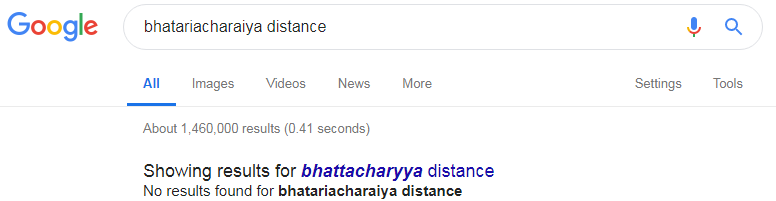 Google bhatariacharaiya distance
All Images Videos News More Settings Tools
About 1,460,000 results (0.41 seconds)
Showing results for bhattacharyya distance
No results found for bhatariacharaiya distance